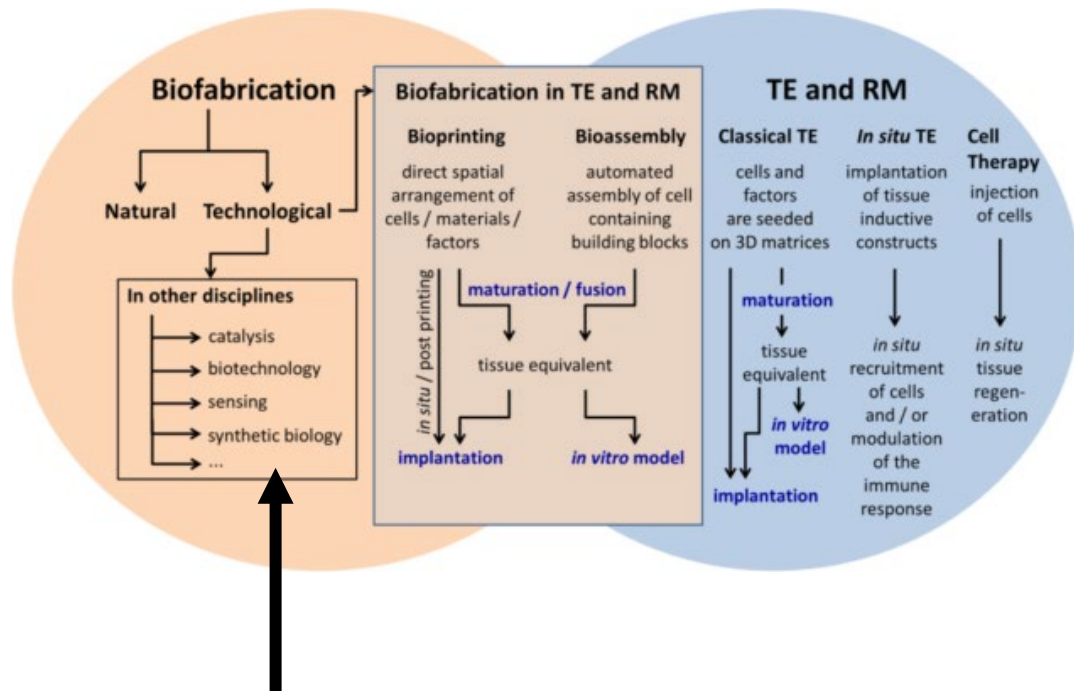 Biofabrication
Natural
Technological
In other disciplines
catalysis
biotechnology
sensing
synthetic biology
...
Biofabrication in TE and RM
Bioprinting
direct spatial
arrangement of
cells / materials /
factors
Bioassembly
automated
assembly of cell
containing
building blocks
maturation / fusion
in situ / post printing
tissue equivalent
implantation
in vitro model
TE and RM
Classical TE
cells and
factors
are seeded
on 3D matrices
maturation
tissue
equivalent
in vitro
model
implantation
In situ TE
implantation
of tissue
inductive
constructs
in situ
recruitment
of cells
and / or
modulation
of the
immune
response
Cell
Therapy
injection
of cells
in situ
tissue
regen-
eration